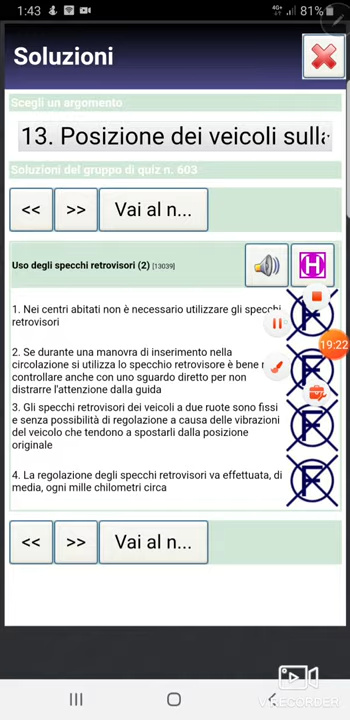 1:43
4G+
81%
Soluzioni
Scegli un argomento
13. Posizione dei veicoli sulla
Soluzioni del gruppo di quiz n. 603
<< >> Vai al n...
Uso degli specchi retrovisori (2) [13039]
H
1. Nei centri abitati non è necessario utilizzare gli specchi
retrovisori
F
2. Se durante una manovra di inserimento nella
circolazione si utilizza lo specchio retrovisore è bene
controllare anche con uno sguardo diretto per non
distrarre l'attenzione dalla guida
F
19:22
3. Gli specchi retrovisori dei veicoli a due ruote sono fissi
e senza possibilità di regolazione a causa delle vibrazioni
del veicolo che tendono a spostarli dalla posizione
originale
F
4. La regolazione degli specchi retrovisori va effettuata, di
media, ogni mille chilometri circa
F
<< >> Vai al n...
V RECORDER